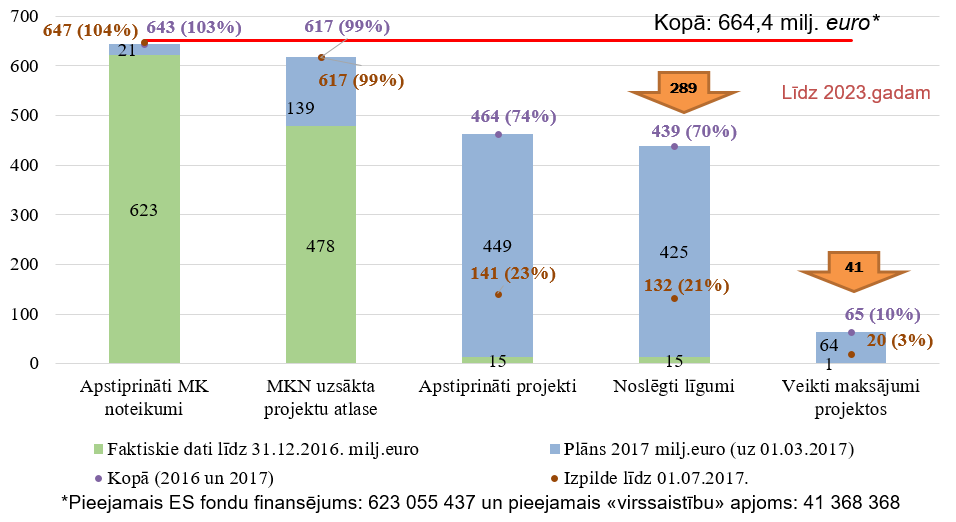 700
600
500
400
300
200
100
0
647 (104%)
643 (103%)
617 (99%)
Kopā: 664,4 milj. euro*
21
617 (99%)
139
289
Līdz 2023.gadam
464 (74%)
439 (70%)
623
478
449
425
41
141 (23%)
132 (21%)
65 (10%)
64
20 (3%)
15
15
1
Apstiprināti MK
noteikumi
MKN uzsākta
projektu atlase
Apstiprināti projekti
Noslēgti līgumi
Veikti maksājumi
projektos
Faktiskie dati līdz 31.12.2016. milj.euro
Plāns 2017 milj.euro (uz 01.03.2017)
Kopā (2016 un 2017)
Izpilde līdz 01.07.2017.
*Pieejamais ES fondu finansējums: 623 055 437 un pieejamais «virssaistību» apjoms: 41 368 368